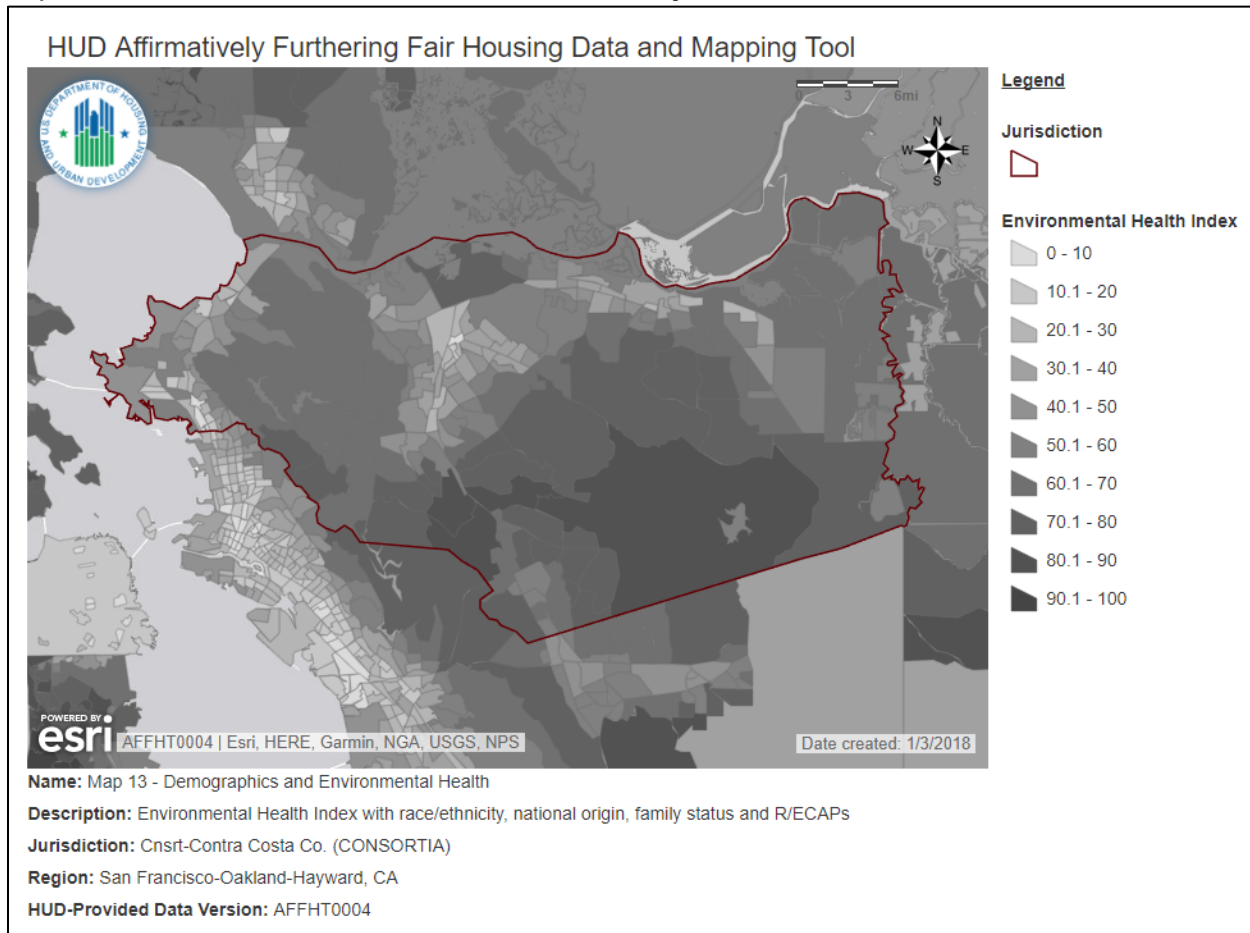 HUD Affirmatively Furthering Fair Housing Data and Mapping Tool
U.S. DEPARTMENT OF HOUSING AND URBAN DEVELOPMENT
0 3 6mi
N
W E
S
Legend
Jurisdiction
Environmental Health Index
0 - 10
10.1 - 20
20.1 - 30
30.1 - 40
40.1 - 50
50.1 - 60
60.1 - 70
70.1 - 80
80.1 - 90
90.1 - 100
POWERED BY
esri
AFFHT0004 | Esri, HERE, Garmin, NGA, USGS, NPS
Date created: 1/3/2018
Name: Map 13 - Demographics and Environmental Health
Description: Environmental Health Index with race/ethnicity, national origin, family status and R/ECAPs
Jurisdiction: Cnsrt-Contra Costa Co. (CONSORTIA)
Region: San Francisco-Oakland-Hayward, CA
HUD-Provided Data Version: AFFHT0004